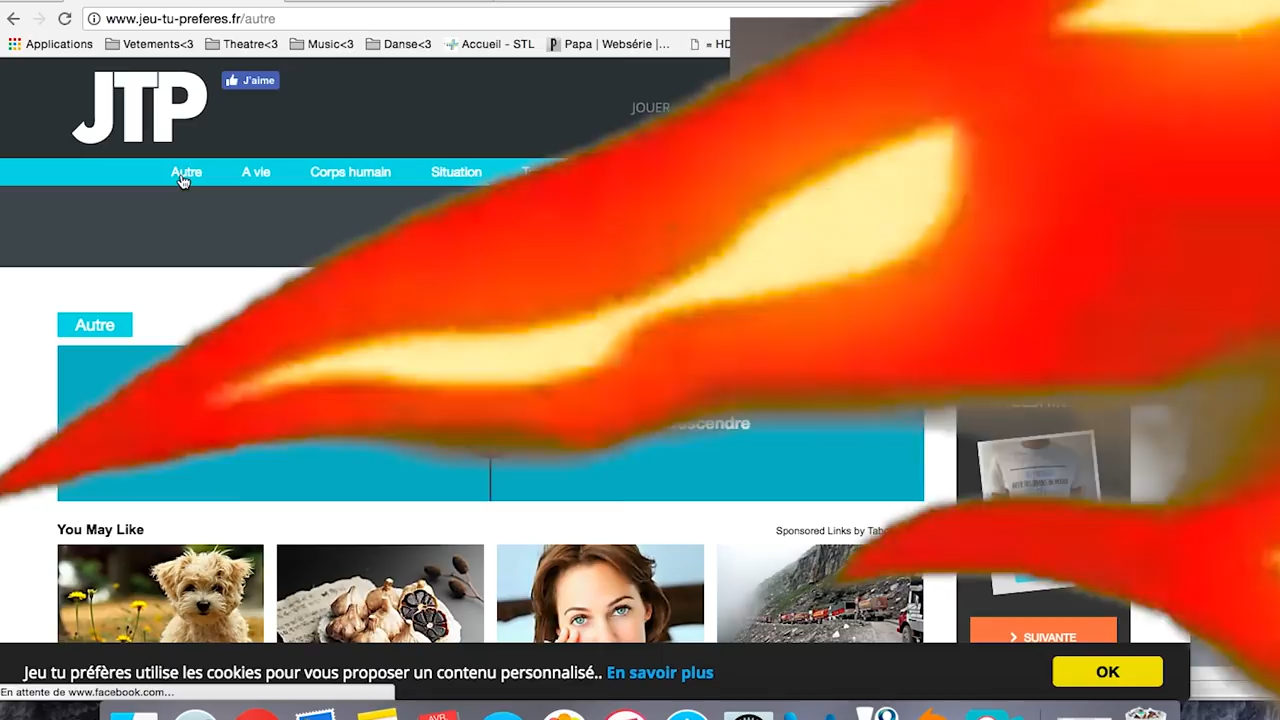 www.jeu-tu-preferes.fr/autre
Applications Vetements<3 Theatre<3 Music<3 Danse<3 Accueil - STL Papa | Websérie |... = HD
JTP J'aime
JOUER
Autre A vie Corps humain Situation
Autre
You May Like
Sponsored Links by
Jeu tu préfères utilise les cookies pour vous proposer un contenu personnalisé.. En savoir plus OK
SUIVANTE
En attente de www.facebook.com...
AVR.